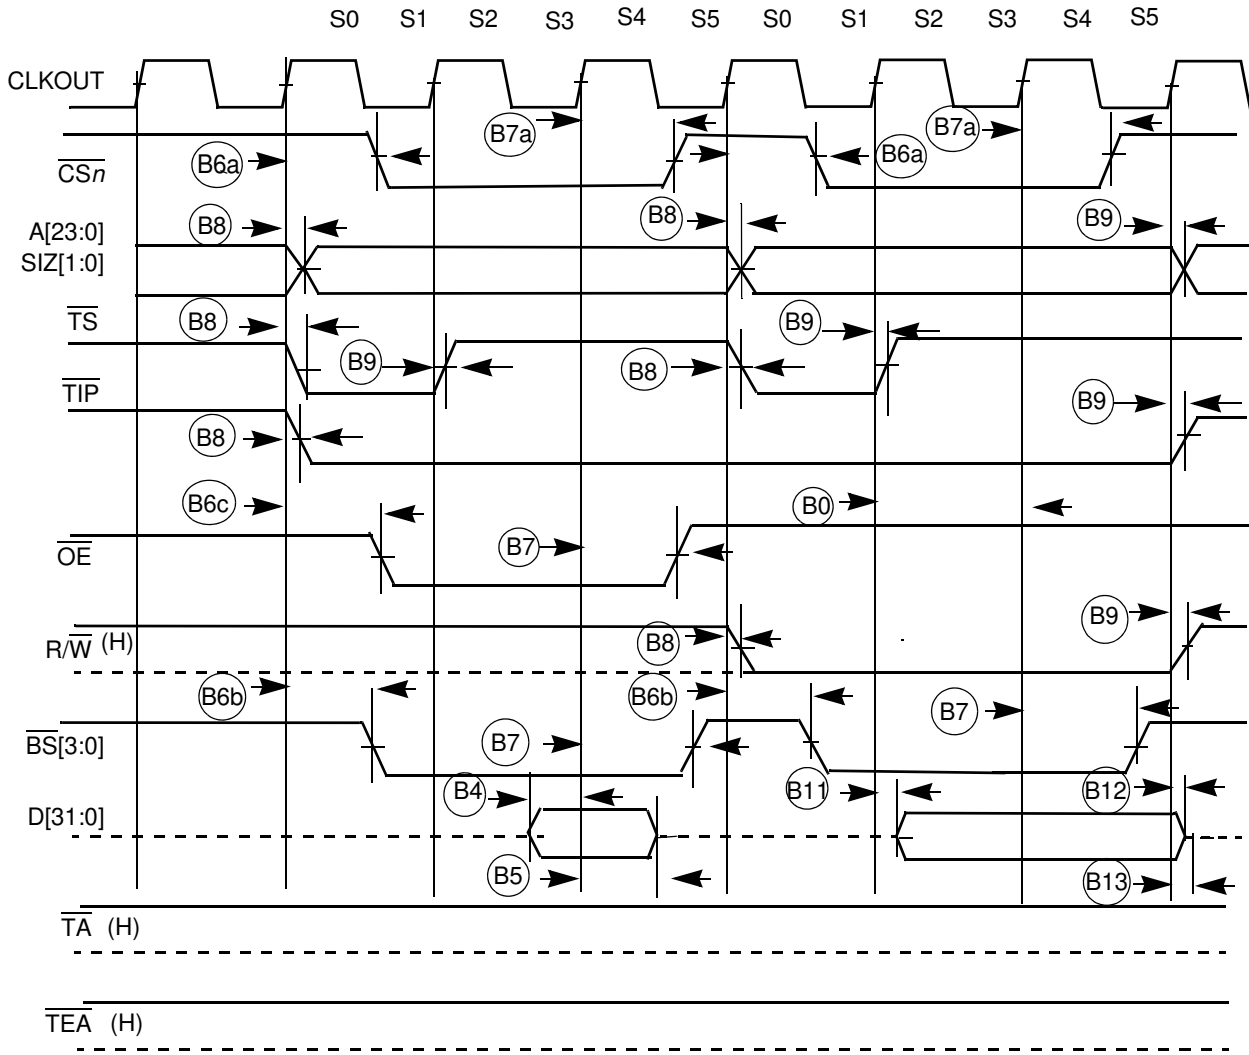 S0 S1 S2 S3 S4 S5 S0 S1 S2 S3 S4 S5
CLKOUT
B7a B7a
CSn B6a B6a
A[23:0] B8 B8 B9
SIZ[1:0]
TS B8 B9
TIP B9 B8 B9
B8
B6c B0
OE B7
R/W (H) B8 B9
B6b B6b B7
BS[3:0] B7
B4 B11 B12
D[31:0]
B5 B13
TA (H)
TEA (H)